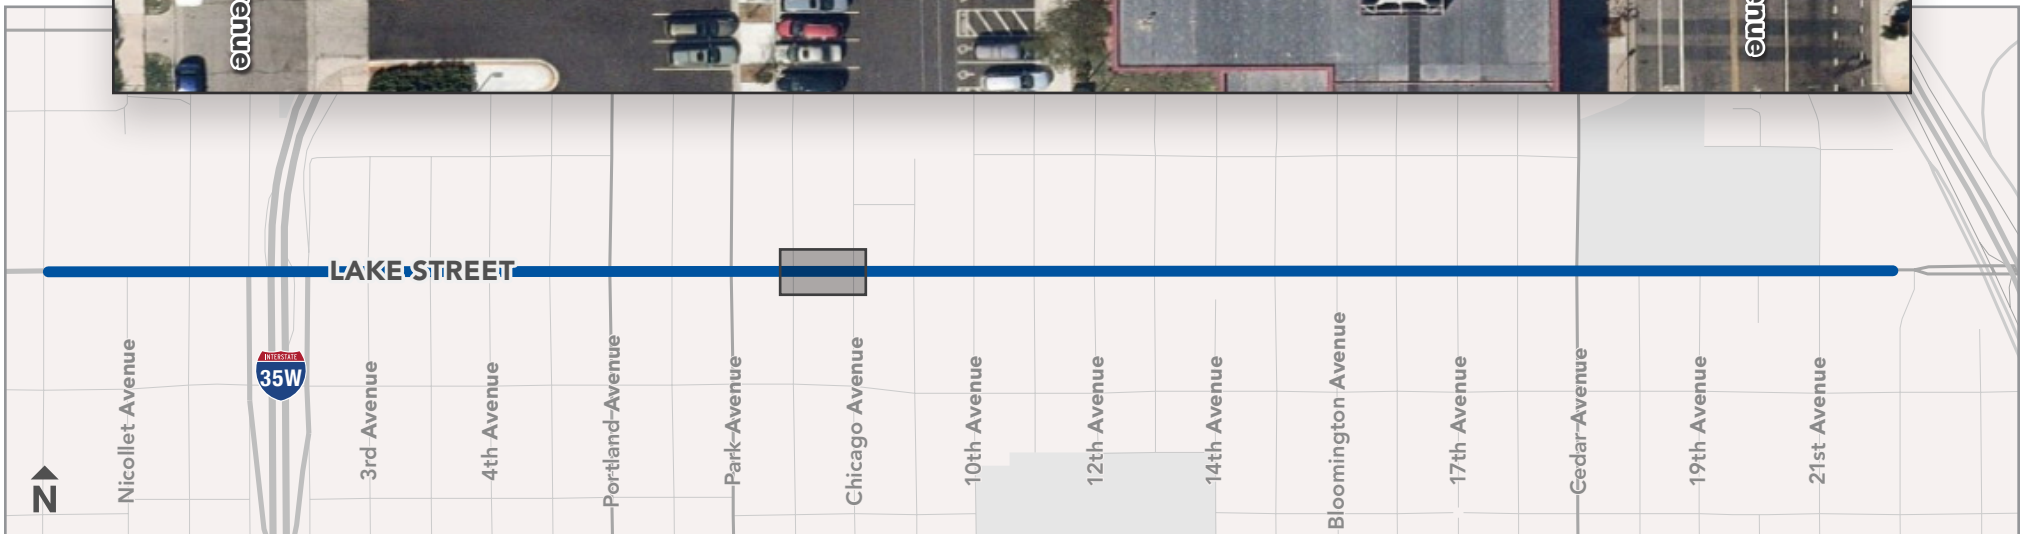 enue
nue
LAKE STREET
INTERSTATE
35W
Nicollet Avenue
3rd Avenue
4th Avenue
Portland Avenue
Park Avenue
Chicago Avenue
10th Avenue
12th Avenue
14th Avenue
Bloomington Avenue
17th Avenue
Cedar Avenue
19th Avenue
21st Avenue
N